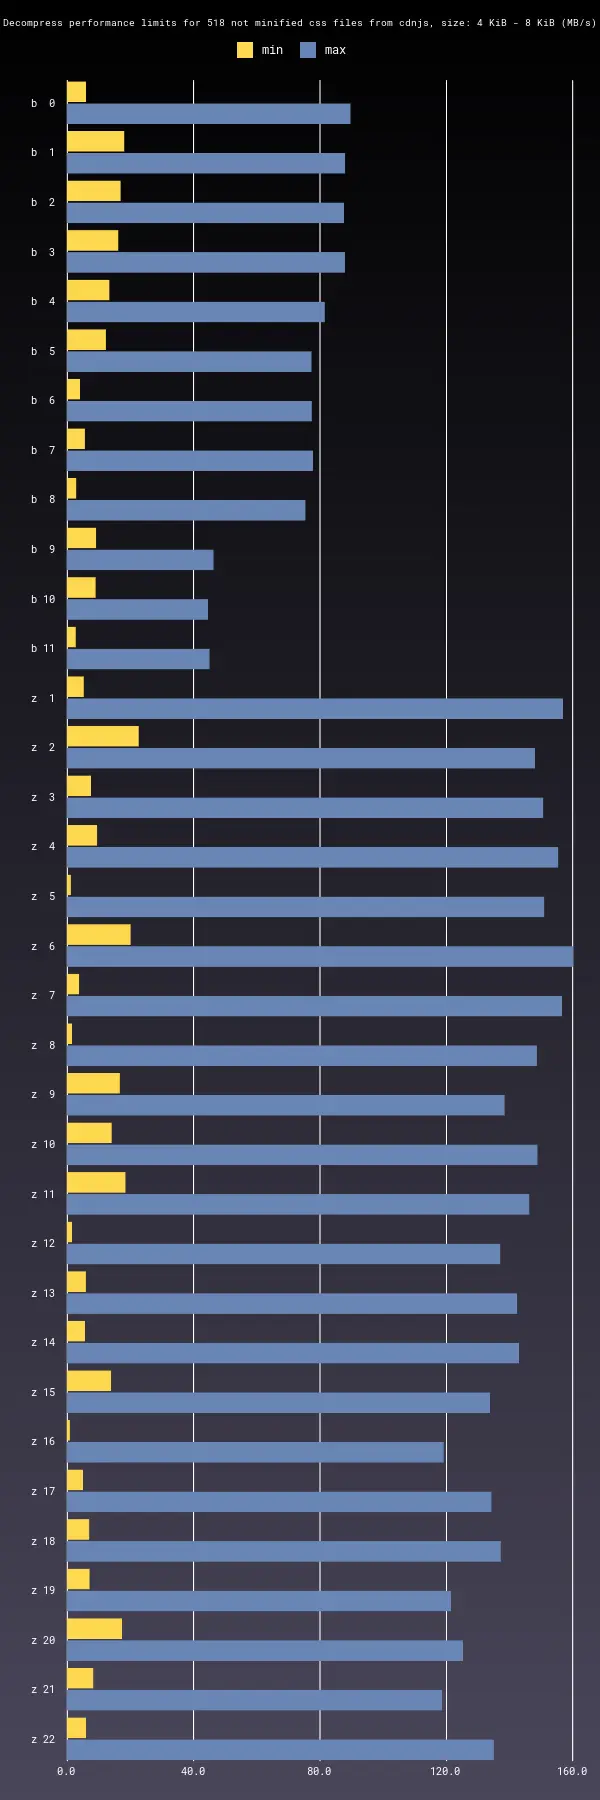 Decompress performance limits for 518 not minified css files from cdnjs, size: 4 KiB - 8 KiB (MB/s)
min max
b 0
b 1
b 2
b 3
b 4
b 5
b 6
b 7
b 8
b 9
b 10
b 11
z 1
z 2
z 3
z 4
z 5
z 6
z 7
z 8
z 9
z 10
z 11
z 12
z 13
z 14
z 15
z 16
z 17
z 18
z 19
z 20
z 21
z 22
0.0 40.0 80.0 120.0 160.0